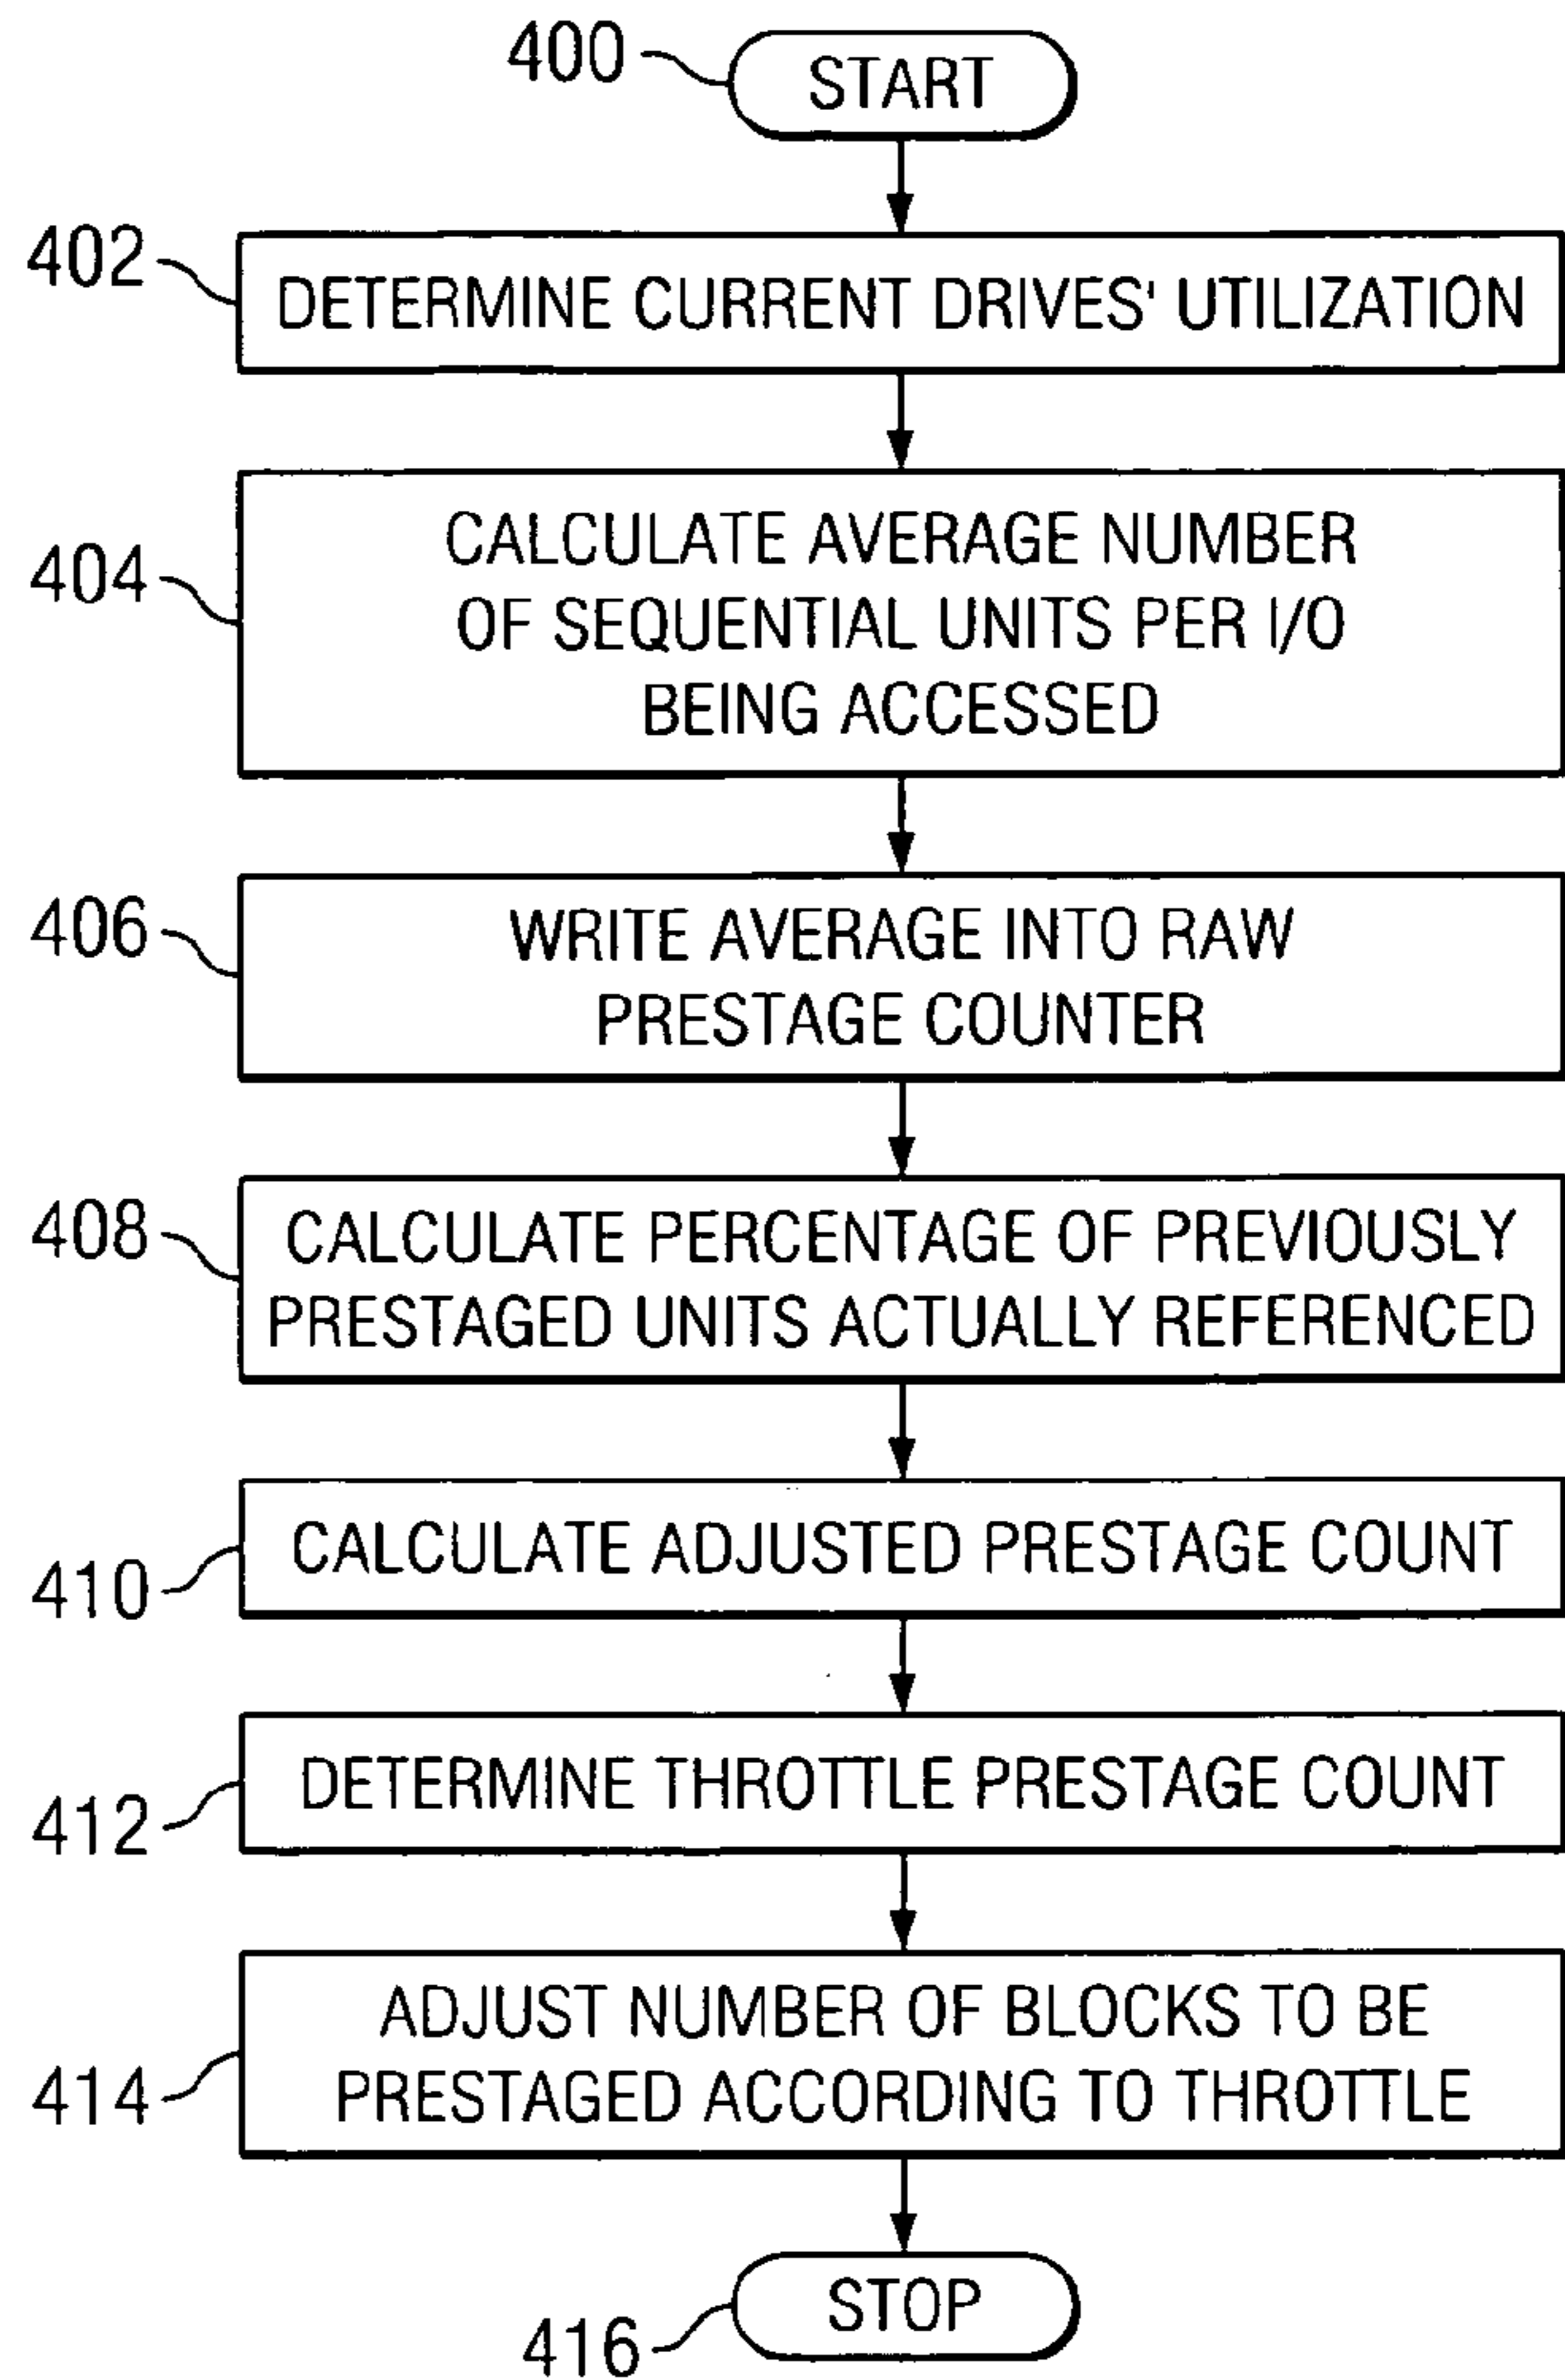 400
START
402
DETERMINE CURRENT DRIVES' UTILIZATION
404
CALCULATE AVERAGE NUMBER
OF SEQUENTIAL UNITS PER I/O
BEING ACCESSED
406
WRITE AVERAGE INTO RAW
PRESTAGE COUNTER
408
CALCULATE PERCENTAGE OF PREVIOUSLY
PRESTAGED UNITS ACTUALLY REFERENCED
410
CALCULATE ADJUSTED PRESTAGE COUNT
412
DETERMINE THROTTLE PRESTAGE COUNT
414
ADJUST NUMBER OF BLOCKS TO BE
PRESTAGED ACCORDING TO THROTTLE
416
STOP